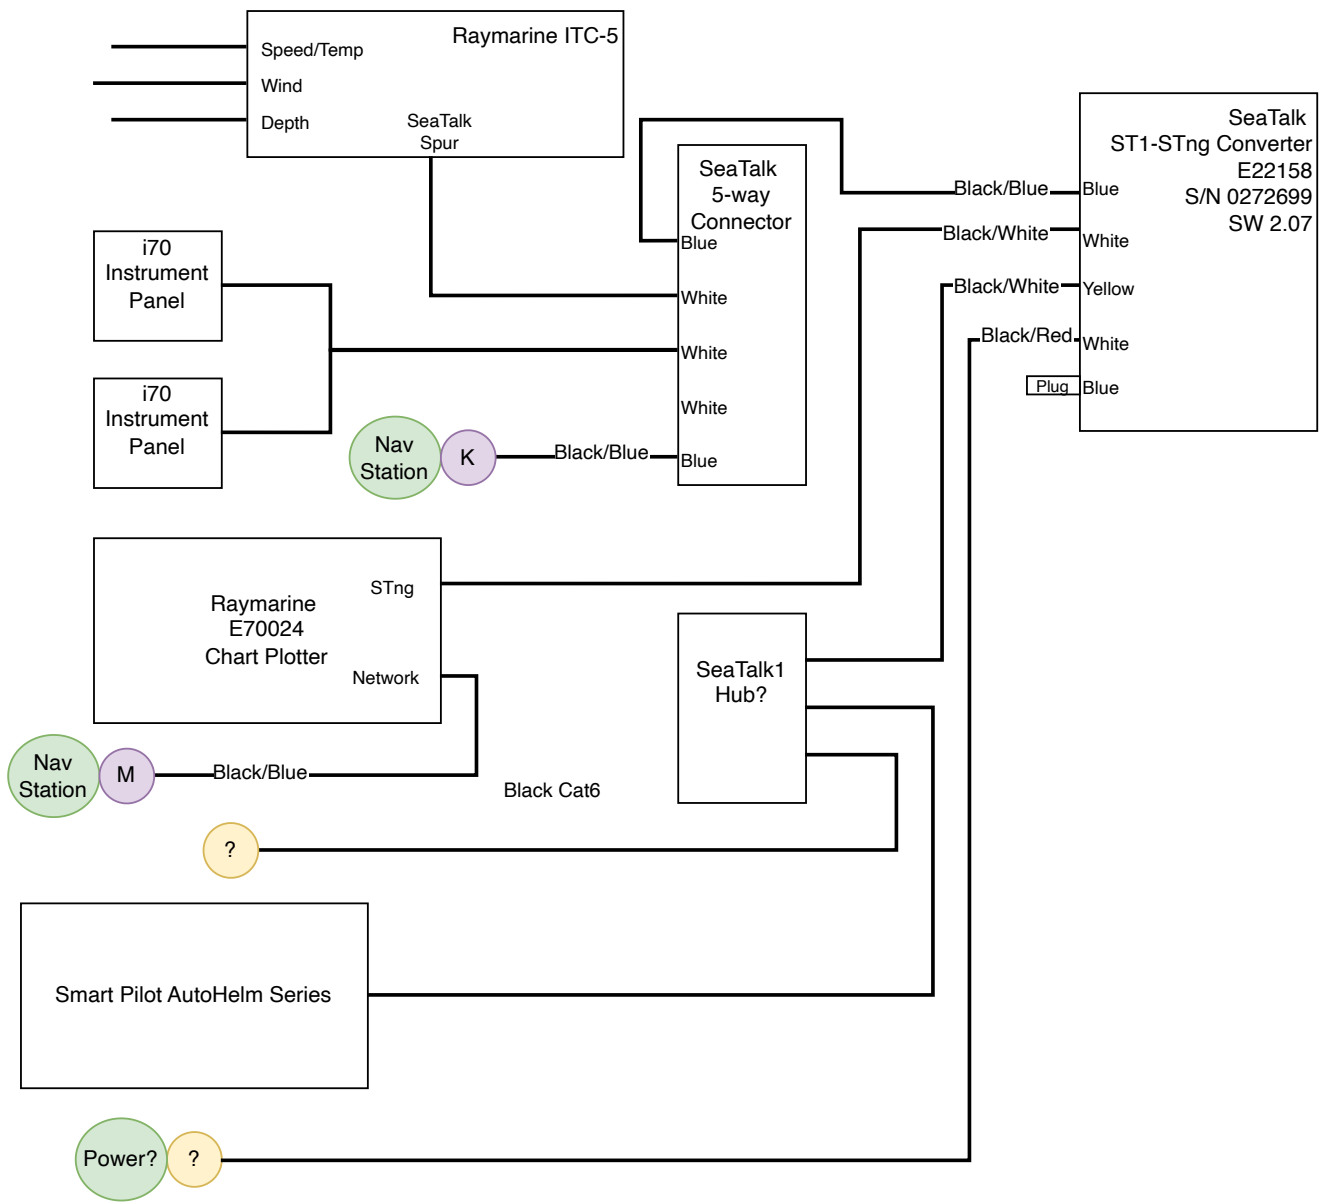 Raymarine ITC-5
Speed/Temp
Wind
Depth
SeaTalk
Spur
SeaTalk
5-way
Connector
Blue
White
White
White
Blue
SeaTalk
ST1-STng Converter
E22158
S/N 0272699
SW 2.07
Black/Blue
Blue
Black/White
White
Black/White
Yellow
Black/Red
White
Plug
Blue
i70
Instrument
Panel
i70
Instrument
Panel
Nav
Station
K
Black/Blue
Raymarine
E70024
Chart Plotter
STng
Network
SeaTalk1
Hub?
Nav
Station
M
Black/Blue
Black Cat6
?
Smart Pilot AutoHelm Series
Power?
?